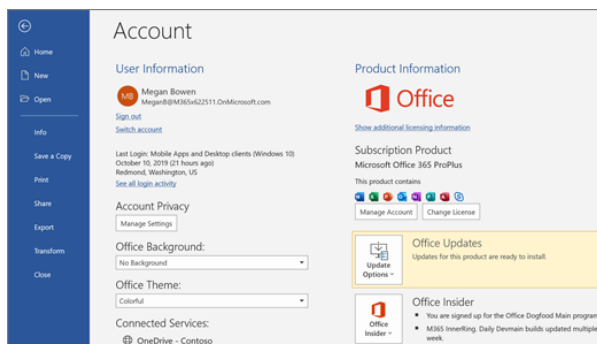 Account
Home
New
Open
Info
Save a Copy
Print
Share
Export
Transform
Close
User Information
MB
Megan Bowen
MeganB@M365x622511.OnMicrosoft.com
Sign out
Switch account
Last Login: Mobile Apps and Desktop clients (Windows 10)
October 10, 2019 (21 hours ago)
Redmond, Washington, US
See all login activity
Account Privacy
Manage Settings
Office Background:
No Background
Office Theme:
Colorful
Connected Services:
OneDrive - Contoso
Product Information
Office
Show additional licensing information
Subscription Product
Microsoft Office 365 ProPlus
This product contains
Manage Account
Change License
Update
Options
Office Updates
Updates for this product are ready to install.
Office
Insider
Office Insider
You are signed up for the Office Dogfood Main program
M365 InnerRing. Daily Devmain builds updated multiple
week.